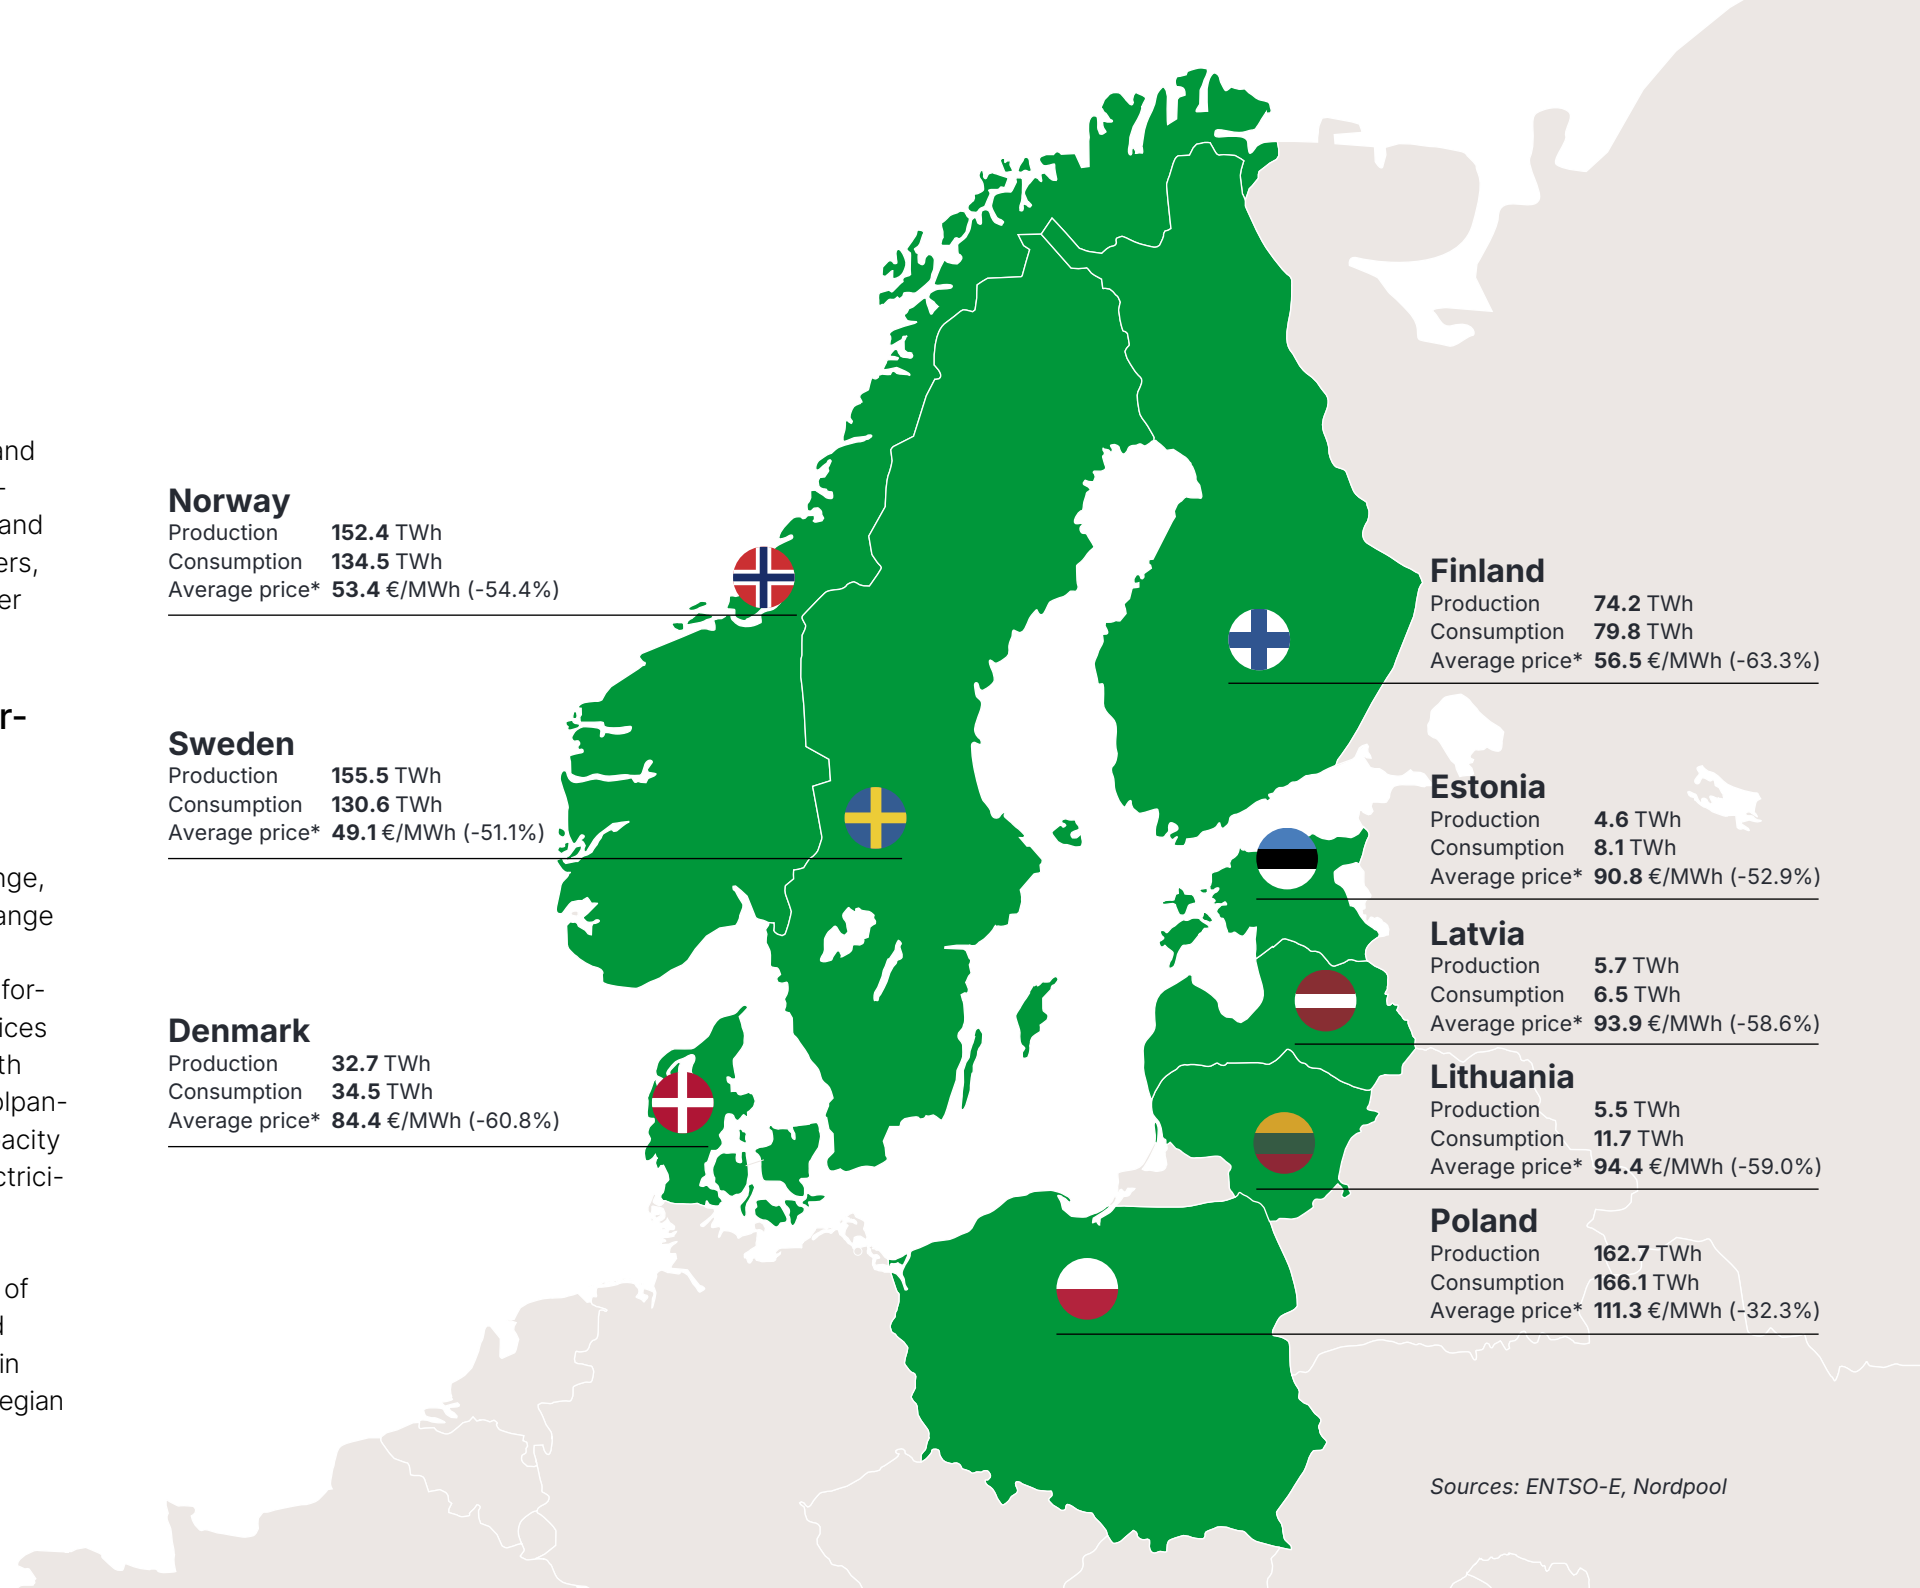 and
-
and
ers,
er
r-
nge,
ange
for-
ices
th
olpan-
acity
ctrici-
of
d
in
egian
Norway
Production 152.4 TWh
Consumption 134.5 TWh
Average price* 53.4 €/MWh (-54.4%)
Sweden
Production 155.5 TWh
Consumption 130.6 TWh
Average price* 49.1 €/MWh (-51.1%)
Denmark
Production 32.7 TWh
Consumption 34.5 TWh
Average price* 84.4 €/MWh (-60.8%)
Finland
Production 74.2 TWh
Consumption 79.8 TWh
Average price* 56.5 €/MWh (-63.3%)
Estonia
Production 4.6 TWh
Consumption 8.1 TWh
Average price* 90.8 €/MWh (-52.9%)
Latvia
Production 5.7 TWh
Consumption 6.5 TWh
Average price* 93.9 €/MWh (-58.6%)
Lithuania
Production 5.5 TWh
Consumption 11.7 TWh
Average price* 94.4 €/MWh (-59.0%)
Poland
Production 162.7 TWh
Consumption 166.1 TWh
Average price* 111.3 €/MWh (-32.3%)
Sources: ENTSO-E, Nordpool